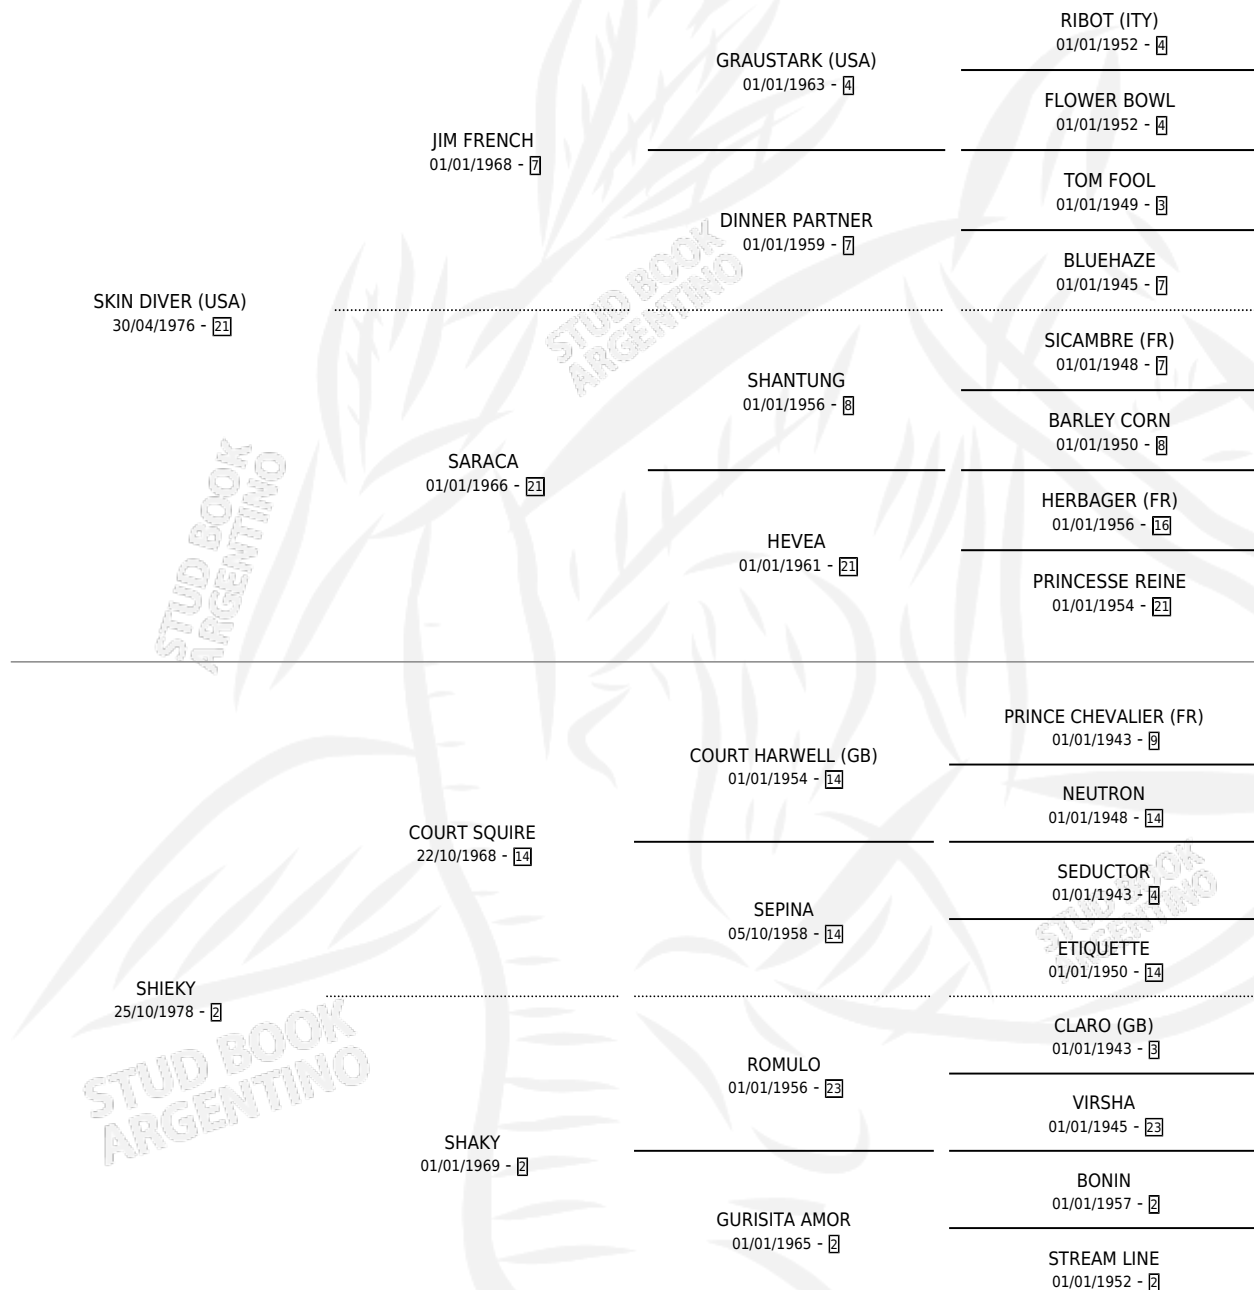 RIBOT (ITY)
01/01/1952 - 4
GRAUSTARK (USA)
01/01/1963 - 4
FLOWER BOWL
01/01/1952 - 4
JIM FRENCH
01/01/1968 - 7
TOM FOOL
01/01/1949 - 3
DINNER PARTNER
01/01/1959 - 7
BLUEHAZE
01/01/1945 - 7
SKIN DIVER (USA)
30/04/1976 - 21
STUD BOOK
ARGENTINO
SICAMBRE (FR)
01/01/1948 - 7
SHANTUNG
01/01/1956 - 8
BARLEY CORN
01/01/1950 - 8
SARACA
01/01/1966 - 21
HERBAGER (FR)
01/01/1956 - 16
HEVEA
01/01/1961 - 21
PRINCESSE REINE
01/01/1954 - 21
STUD BOOK
ARGENTINO
PRINCE CHEVALIER (FR)
01/01/1943 - 9
COURT HARWELL (GB)
01/01/1954 - 14
NEUTRON
01/01/1948 - 14
COURT SQUIRE
22/10/1968 - 14
SEDUCTOR
01/01/1943 - 4
SEPINA
05/10/1958 - 14
ETIQUETTE
01/01/1950 - 14
STUD BOOK
ARGENTINO
SHIEKY
25/10/1978 - 2
CLARO (GB)
01/01/1943 - 3
ROMULO
01/01/1956 - 23
VIRSHA
01/01/1945 - 23
STUD BOOK
ARGENTINO
SHAKY
01/01/1969 - 2
BONIN
01/01/1957 - 2
GURISITA AMOR
01/01/1965 - 2
STREAM LINE
01/01/1952 - 2